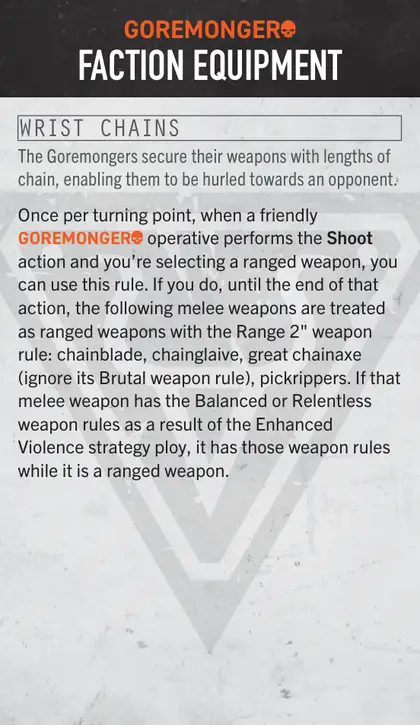 GOREMONGER
FACTION EQUIPMENT
WRIST CHAINS
The Goremongers secure their weapons with lengths of
chain, enabling them to be hurled towards an opponent.
Once per turning point, when a friendly
GOREMONGER operative performs the Shoot
action and you’re selecting a ranged weapon, you
can use this rule. If you do, until the end of that
action, the following melee weapons are treated
as ranged weapons with the Range 2" weapon
rule: chainblade, chainglaive, great chainaxe
(ignore its Brutal weapon rule), pickrippers. If that
melee weapon has the Balanced or Relentless
weapon rules as a result of the Enhanced
Violence strategy ploy, it has those weapon rules
while it is a ranged weapon.